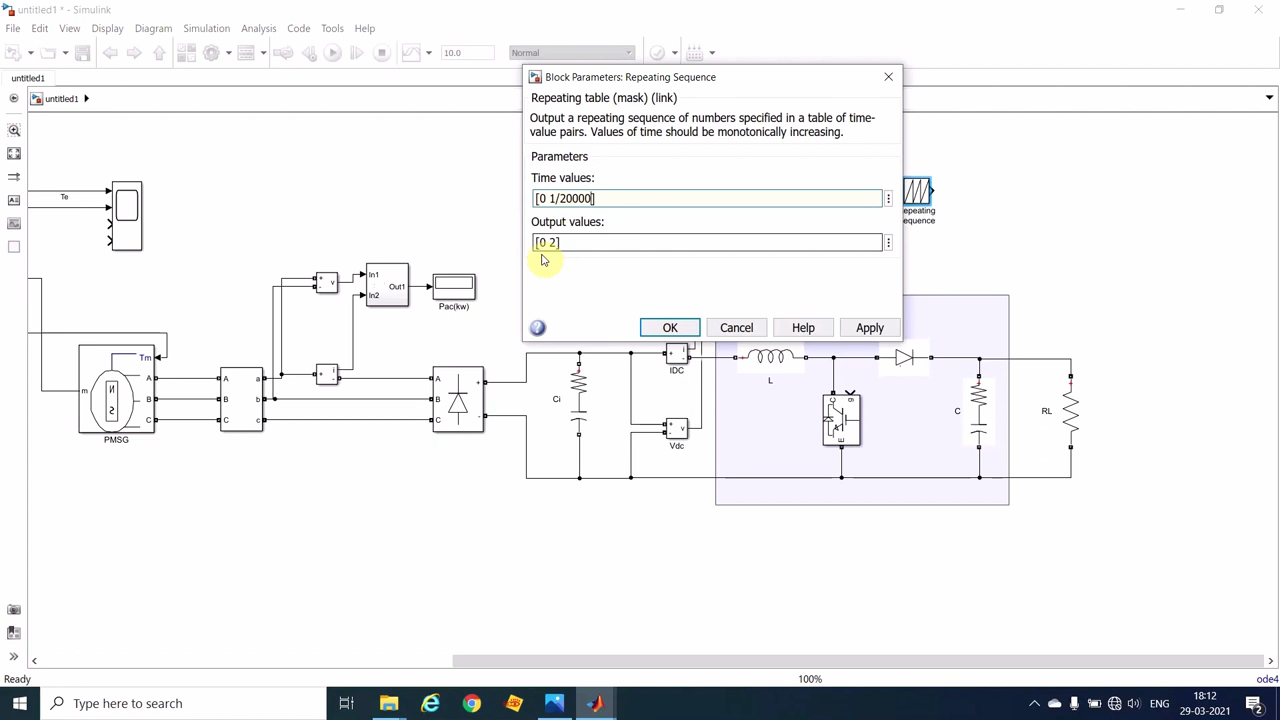 untitled1 * - Simulink
File Edit View Display Diagram Simulation Analysis Code Tools Help
10.0 Normal
untitled1
untitled1
Block Parameters: Repeating Sequence
Repeating table (mask) (link)
Output a repeating sequence of numbers specified in a table of time-
value pairs. Values of time should be monotonically increasing.
Parameters
Time values:
[0 1/20000]
Output values:
[0 2]
OK Cancel Help Apply
epeating
equence
Te
In1
In2
Out1
Pac(kw)
+
-
v
+
-
i
m
Tm
N
S
A
B
C
PMSG
A
B
C
a
b
c
A
B
C
+
-
Ci
+
-
i
IDC
+
-
v
Vdc
L
C
g
E
C
RL
Ready 100% ode4
Type here to search
ENG
18:12
29-03-2021
2